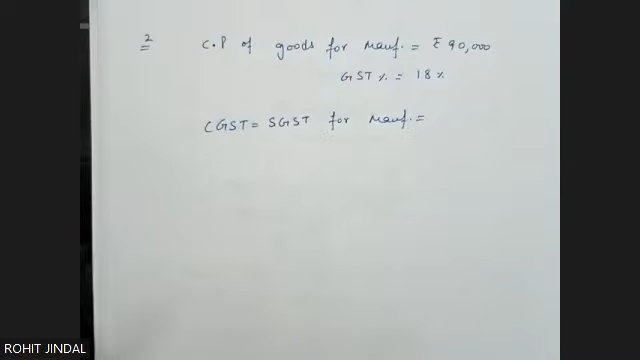 2
C.P of goods for Manf. = ₹ 90,000
GST % = 18 %
CGST = SGST for Manf. =
ROHIT JINDAL